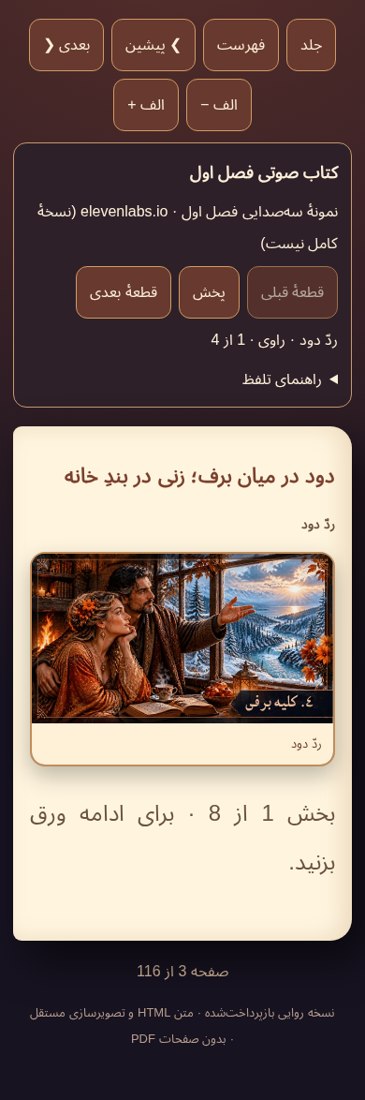 جلد
فهرست
❯ پیشین
بعدی ❮
الف −
الف +
کتاب صوتی فصل اول
نمونهٔ سه‌صدایی فصل اول · elevenlabs.io (نسخهٔ
کامل نیست)
قطعهٔ قبلی
پخش
قطعهٔ بعدی
ردّ دود · راوی · 1 از 4
◀ راهنمای تلفظ
دود در میان برف؛ زنی در بندِ خانه
ردّ دود
٤. کلبه برفی
ردّ دود
بخش 1 از 8 · برای ادامه ورق
بزنید.
صفحه 3 از 116
نسخه روایی بازپرداخت‌شده · متن HTML و تصویرسازی مستقل
· بدون صفحات PDF